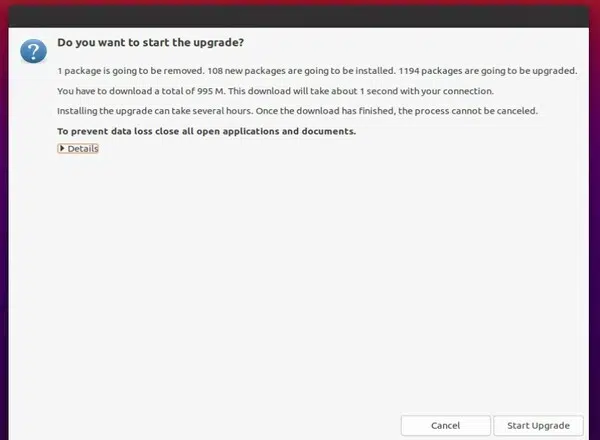 Do you want to start the upgrade?
1 package is going to be removed. 108 new packages are going to be installed. 1194 packages are going to be upgraded.
You have to download a total of 995 M. This download will take about 1 second with your connection.
Installing the upgrade can take several hours. Once the download has finished, the process cannot be canceled.
To prevent data loss close all open applications and documents.
Details
Cancel
Start Upgrade